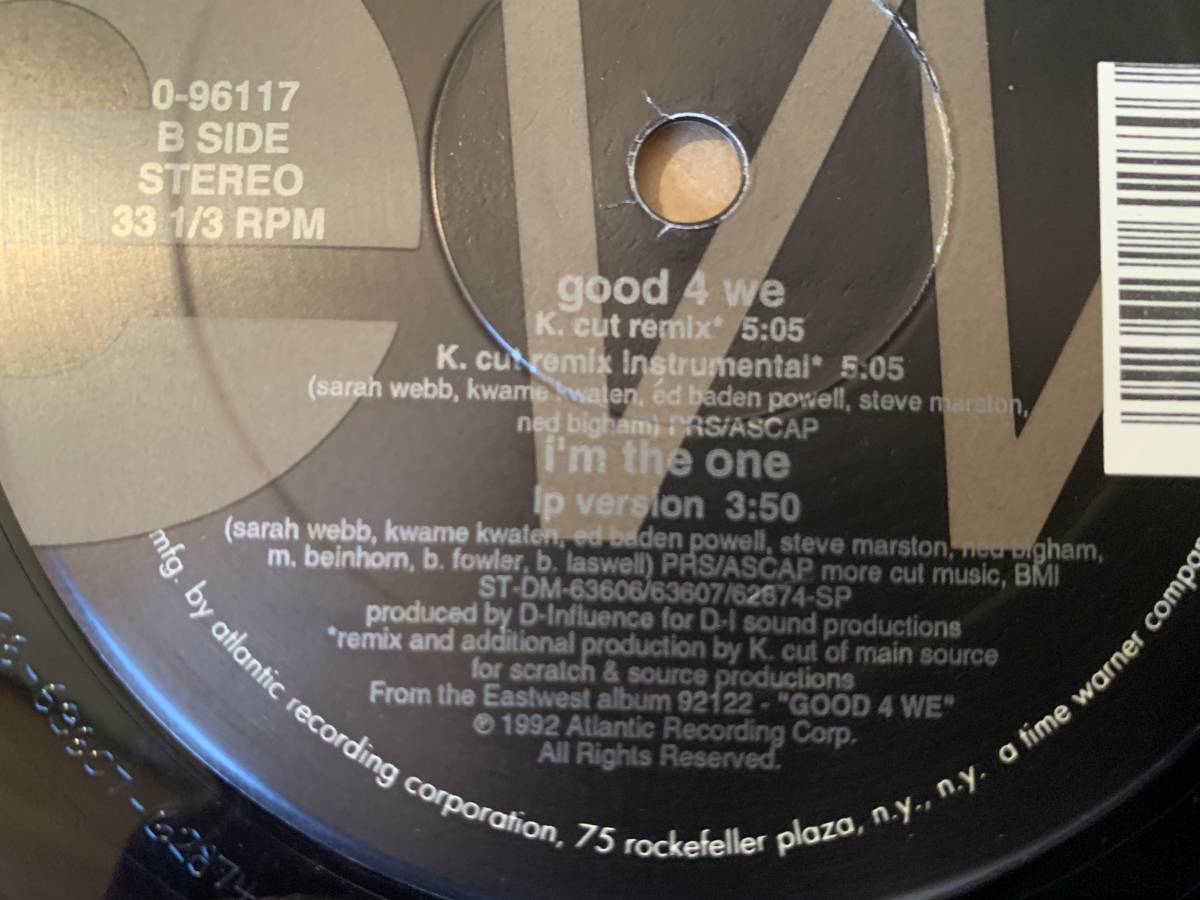 0-96117
B SIDE
STEREO
33 1/3 RPM
good 4 we
K. cut remix* 5:05
K. cut remix instrumental* 5:05
(sarah webb, kwame kwaten, ed baden powell, steve marston,
ned bigham) PRS/ASCAP
i'm the one
lp version 3:50
(sarah webb, kwame kwaten, ed baden powell, steve marston, ned bigham,
m. beinhorn, b. fowler, b. laswell) PRS/ASCAP more cut music, BMI
ST-DM-63606/63607/62874-SP
produced by D-Influence for D-I sound productions
*remix and additional production by K. cut of main source
for scratch & source productions
From the Eastwest album 92122 - "GOOD 4 WE"
℗ 1992 Atlantic Recording Corp.
All Rights Reserved.
mfg. by atlantic recording corporation, 75 rockefeller plaza, n.y., n.y. a time warner